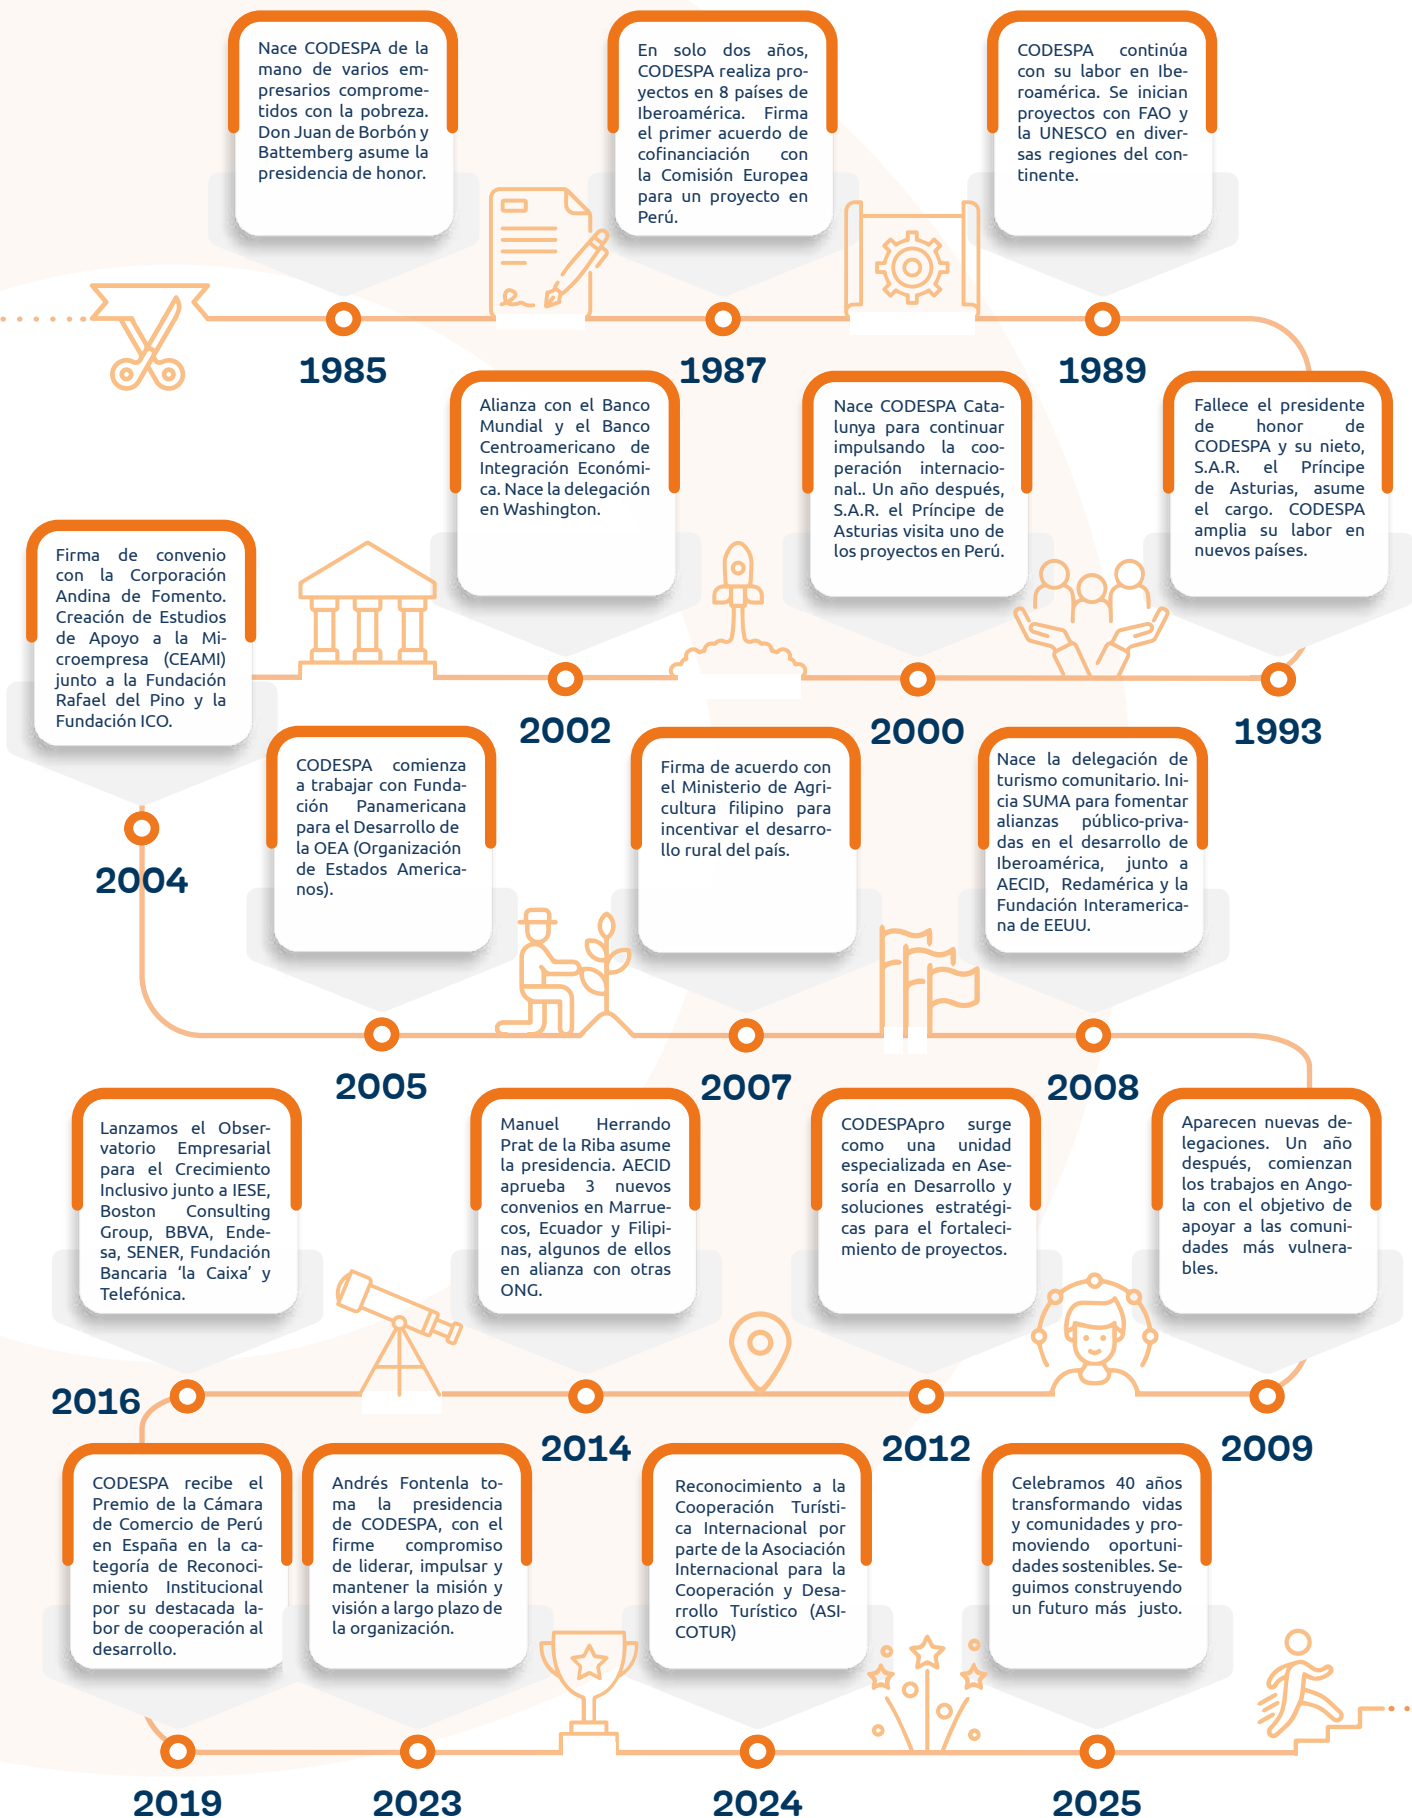 Nace CODESPA de la
mano de varios em-
presarios comprome-
tidos con la pobreza.
Don Juan de Borbón y
Battemberg asume la
presidencia de honor.
1985
En solo dos años,
CODESPA realiza pro-
yectos en 8 países de
Iberoamérica. Firma
el primer acuerdo de
cofinanciación con
la Comisión Europea
para un proyecto en
Perú.
1987
CODESPA continúa
con su labor en Ibe-
roamérica. Se inician
proyectos con FAO y
la UNESCO en diver-
sas regiones del con-
tinente.
1989
Fallece el presidente
de honor de
CODESPA y su nieto,
S.A.R. el Príncipe
de Asturias, asume
el cargo. CODESPA
amplia su labor en
nuevos países.
1993
Nace CODESPA Cata-
lunya para continuar
impulsando la coo-
peración internacio-
nal.. Un año después,
S.A.R. el Príncipe de
Asturias visita uno de
los proyectos en Perú.
2000
Alianza con el Banco
Mundial y el Banco
Centroamericano de
Integración Económi-
ca. Nace la delegación
en Washington.
2002
Firma de convenio
con la Corporación
Andina de Fomento.
Creación de Estudios
de Apoyo a la Mi-
croempresa (CEAMI)
junto a la Fundación
Rafael del Pino y la
Fundación ICO.
2004
CODESPA comienza
a trabajar con Funda-
ción Panamericana
para el Desarrollo de
la OEA (Organización
de Estados America-
nos).
2005
Firma de acuerdo con
el Ministerio de Agri-
cultura filipino para
incentivar el desarro-
llo rural del país.
2007
Nace la delegación de
turismo comunitario. Ini-
cia SUMA para fomentar
alianzas público-priva-
das en el desarrollo de
Iberoamérica, junto a
AECID, Redamérica y la
Fundación Interamerica-
na de EEUU.
2008
Aparecen nuevas de-
legaciones. Un año
después, comienzan
los trabajos en Ango-
la con el objetivo de
apoyar a las comuni-
dades más vulnera-
bles.
2009
CODESPApro surge
como una unidad
especializada en Ase-
soría en Desarrollo y
soluciones estratégi-
cas para el fortaleci-
miento de proyectos.
2012
Manuel Herrando
Prat de la Riba asume
la presidencia. AECID
aprueba 3 nuevos
convenios en Marrue-
cos, Ecuador y Filipi-
nas, algunos de ellos
en alianza con otras
ONG.
2014
Lanzamos el Obser-
vatorio Empresarial
para el Crecimiento
Inclusivo junto a IESE,
Boston Consulting
Group, BBVA, Ende-
sa, SENER, Fundación
Bancaria ‘la Caixa’ y
Telefónica.
2016
CODESPA recibe el
Premio de la Cámara
de Comercio de Perú
en España en la ca-
tegoría de Reconoci-
miento Institucional
por su destacada la-
bor de cooperación al
desarrollo.
2019
Andrés Fontenla to-
ma la presidencia
de CODESPA, con el
firme compromiso
de liderar, impulsar y
mantener la misión y
visión a largo plazo de
la organización.
2023
Reconocimiento a la
Cooperación Turísti-
ca Internacional por
parte de la Asociación
Internacional para la
Cooperación y Desa-
rrollo Turístico (ASI-
COTUR)
2024
Celebramos 40 años
transformando vidas
y comunidades y pro-
moviendo oportuni-
dades sostenibles. Se-
guimos construyendo
un futuro más justo.
2025